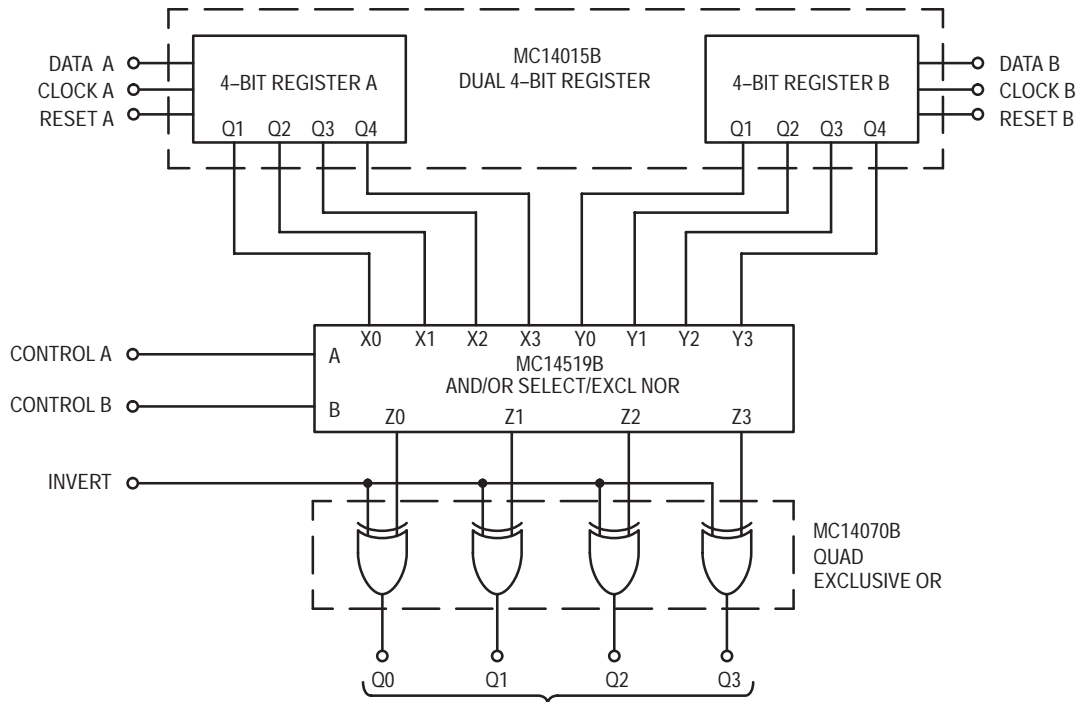 MC14015B
DUAL 4–BIT REGISTER
DATA A
CLOCK A
RESET A
4–BIT REGISTER A
Q1 Q2 Q3 Q4
4–BIT REGISTER B
Q1 Q2 Q3 Q4
DATA B
CLOCK B
RESET B
CONTROL A
CONTROL B
X0 X1 X2 X3 Y0 Y1 Y2 Y3
A
MC14519B
AND/OR SELECT/EXCL NOR
B
Z0 Z1 Z2 Z3
INVERT
MC14070B
QUAD
EXCLUSIVE OR
Q0 Q1 Q2 Q3